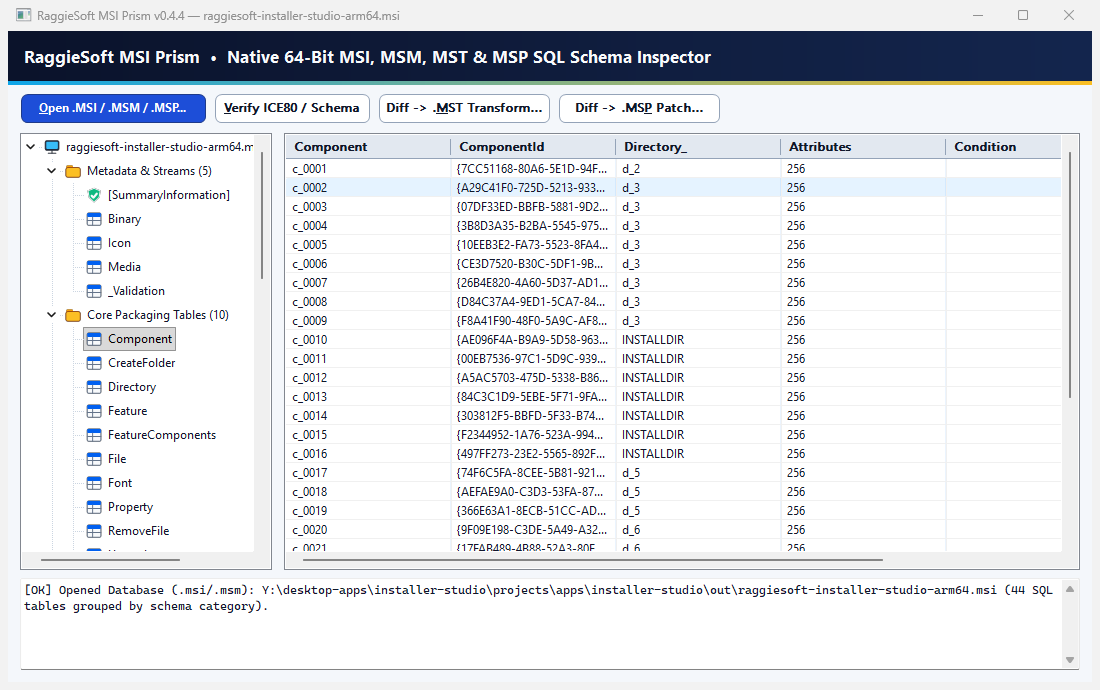 RaggieSoft MSI Prism v0.4.4 — raggiesoft-installer-studio-arm64.msi
RaggieSoft MSI Prism • Native 64-Bit MSI, MSM, MST & MSP SQL Schema Inspector
Open .MSI / .MSM / .MSP... Verify ICE80 / Schema Diff -> .MST Transform... Diff -> .MSP Patch...
raggiesoft-installer-studio-arm64.m
Metadata & Streams (5)
[SummaryInformation]
Binary
Icon
Media
_Validation
Core Packaging Tables (10)
Component
CreateFolder
Directory
Feature
FeatureComponents
File
Font
Property
RemoveFile
Component ComponentId Directory_ Attributes Condition
c_0001 {7CC51168-80A6-5E1D-94F... d_2 256
c_0002 {A29C41F0-725D-5213-933... d_3 256
c_0003 {07DF33ED-BBFB-5881-9D2... d_3 256
c_0004 {3B8D3A35-B2BA-5545-975... d_3 256
c_0005 {10EEB3E2-FA73-5523-8FA4... d_3 256
c_0006 {CE3D7520-B30C-5DF1-9B... d_3 256
c_0007 {26B4E820-4A60-5D37-AD1... d_3 256
c_0008 {D84C37A4-9ED1-5CA7-84... d_3 256
c_0009 {F8A41F90-48F0-5A9C-AF8... d_3 256
c_0010 {AE096F4A-B9A9-5D58-963... INSTALLDIR 256
c_0011 {00EB7536-97C1-5D9C-939... INSTALLDIR 256
c_0012 {A5AC5703-475D-5338-B86... INSTALLDIR 256
c_0013 {84C3C1D9-5EBE-5F71-9FA... INSTALLDIR 256
c_0014 {303812F5-BBFD-5F33-B74... INSTALLDIR 256
c_0015 {F2344952-1A76-523A-994... INSTALLDIR 256
c_0016 {497FF273-23E2-5565-892F... INSTALLDIR 256
c_0017 {74F6C5FA-8CEE-5B81-921... d_5 256
c_0018 {AEFAE9A0-C3D3-53FA-87... d_5 256
c_0019 {366E63A1-8ECB-51CC-AD... d_5 256
c_0020 {9F09E198-C3DE-5A49-A32... d_6 256
c_0021 {17FAB489-4B88-52A3-80F... d_6 256
[OK] Opened Database (.msi/.msm): Y:\desktop-apps\installer-studio\projects\apps\installer-studio\out\raggiesoft-installer-studio-arm64.msi (44 SQL
tables grouped by schema category).